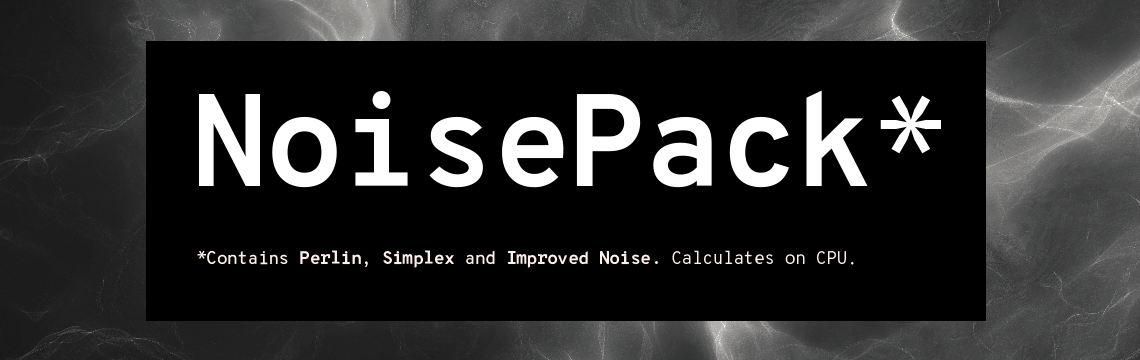 NoisePack*
*Contains Perlin, Simplex and Improved Noise. Calculates on CPU.